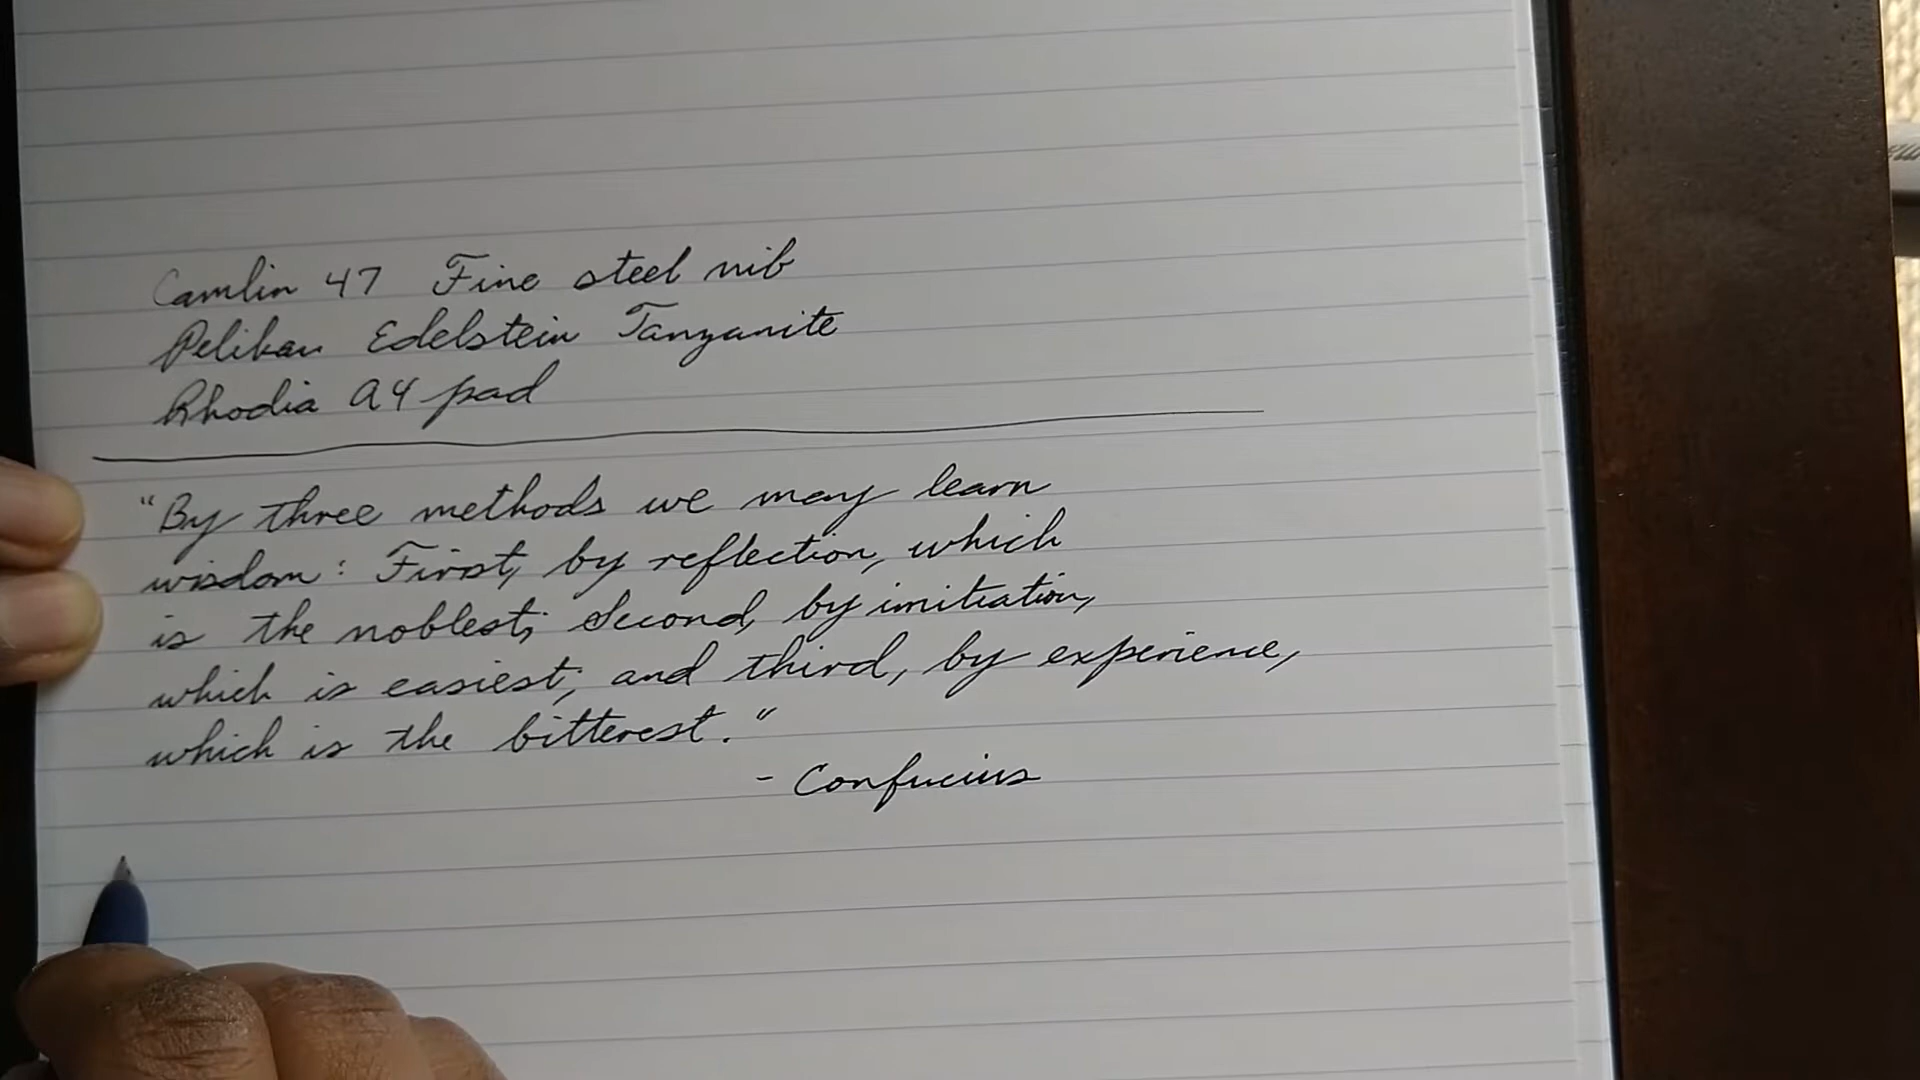 Camlin 47 Fine steel nib
Pelikan Edelstein Tanzanite
Rhodia A4 pad
"By three methods we may learn
wisdom: First, by reflection, which
is the noblest; Second, by imitation,
which is easiest; and third, by experience,
which is the bitterest."
- Confucius